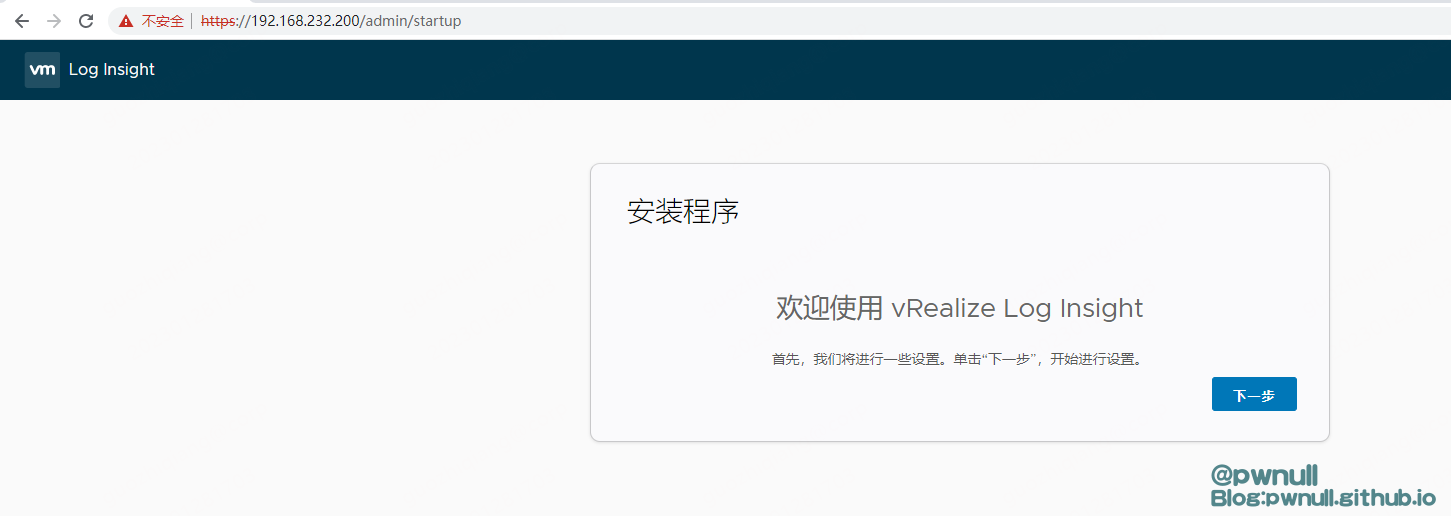 不安全 https://192.168.232.200/admin/startup
vm Log Insight
安装程序
欢迎使用 vRealize Log Insight
首先，我们将进行一些设置。单击“下一步”，开始进行设置。
下一步
@pwnull
Blog:pwnull.github.io